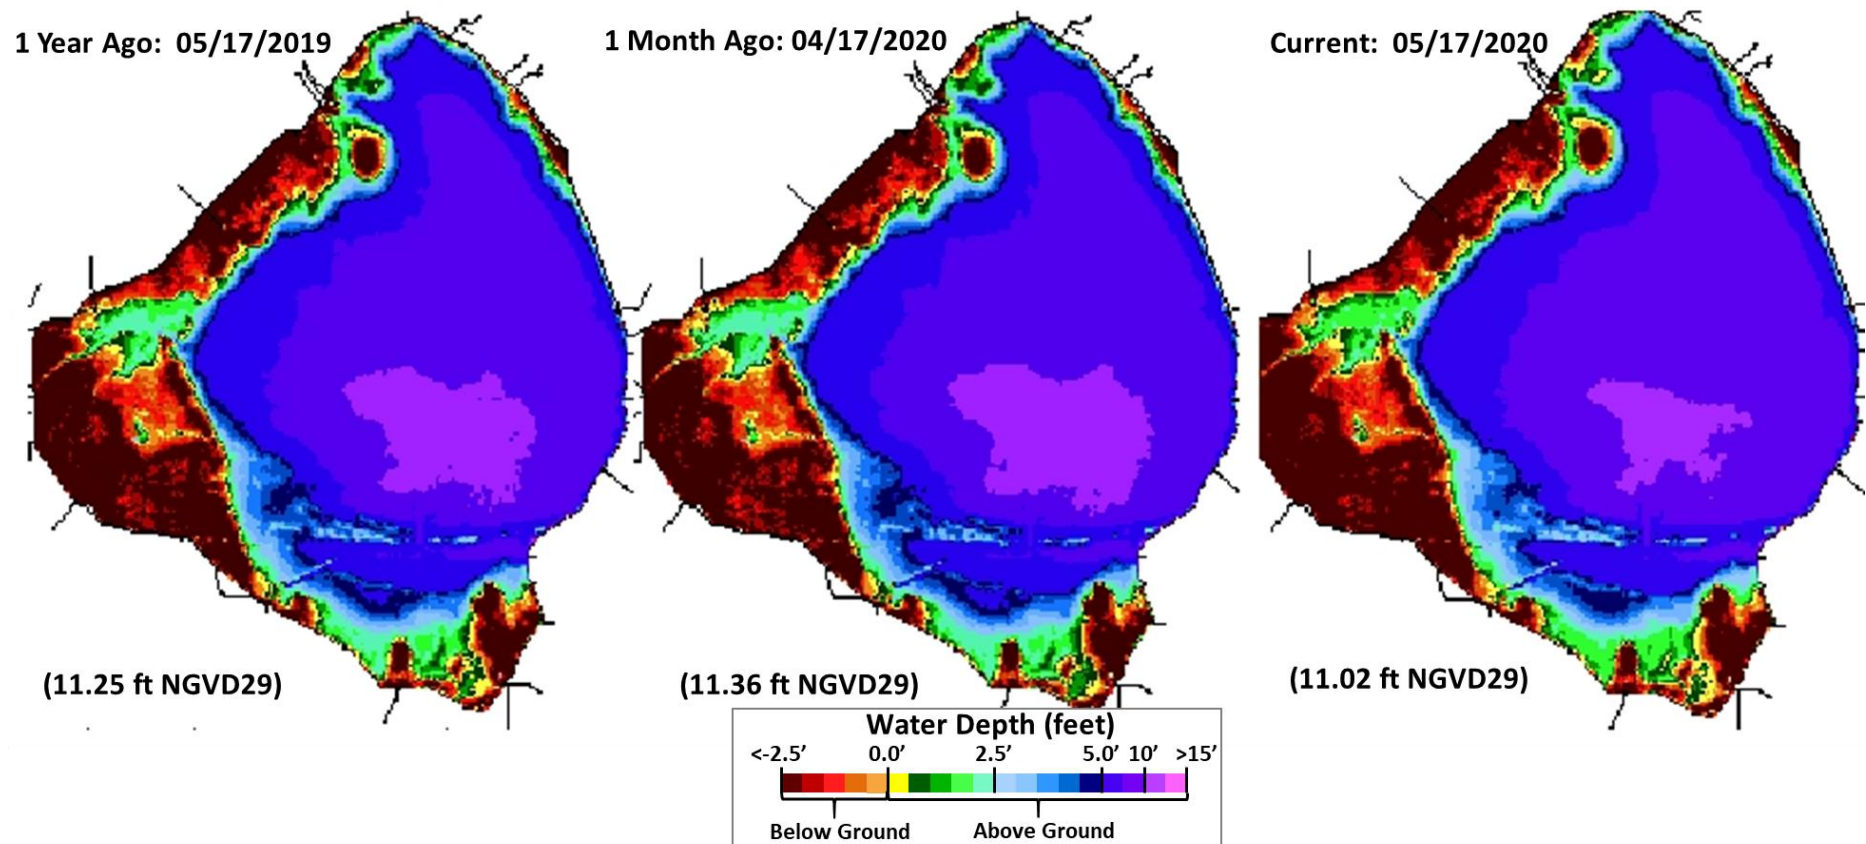 1 Year Ago:  05/17/2019
1 Month Ago: 04/17/2020
Current:  05/17/2020
(11.25 ft NGVD29)
(11.36 ft NGVD29)
(11.02 ft NGVD29)
Water Depth (feet)
<-2.5’ 0.0’ 2.5’ 5.0’ 10’ >15’
Below Ground Above Ground